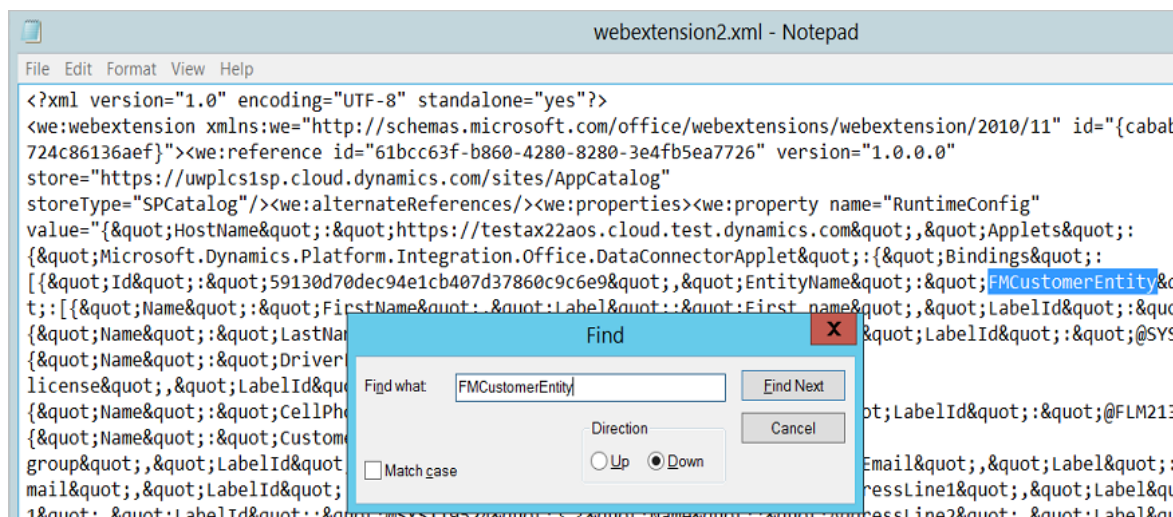 webextension2.xml - Notepad
File Edit Format View Help
<?xml version="1.0" encoding="UTF-8" standalone="yes"?>
<we:webextension xmlns:we="http://schemas.microsoft.com/office/webextensions/webextension/2010/11" id="{cabab
724c86136aef}"><we:reference id="61bcc63f-b860-4280-8280-3e4fb5ea7726" version="1.0.0.0"
store="https://uwplcs1sp.cloud.dynamics.com/sites/AppCatalog"
storeType="SPCatalog"/><we:alternateReferences/><we:properties><we:property name="RuntimeConfig"
value="{&quot;HostName&quot;:&quot;https://testax22aos.cloud.test.dynamics.com&quot;,&quot;Applets&quot;:
{&quot;Microsoft.Dynamics.Platform.Integration.Office.DataConnectorApplet&quot;:{&quot;Bindings&quot;:
[{&quot;Id&quot;:&quot;59130d70dec94e1cb407d37860c9c6e9&quot;,&quot;EntityName&quot;:&quot;FMCustomerEntity&q
t;:[{&quot;Name&quot;:&quot;FirstName&quot;,&quot;Label&quot;:&quot;First name&quot;,&quot;LabelId&quot;:&quo
{&quot;Name&quot;:&quot;LastNa &quot;,&quot;LabelId&quot;:&quot;@SYS
{&quot;Name&quot;:&quot;Driver
license&quot;,&quot;LabelId&qu
{&quot;Name&quot;:&quot;CellPh ot;LabelId&quot;:&quot;@FLM213
{&quot;Name&quot;:&quot;Custome
group&quot;,&quot;LabelId&quot Email&quot;,&quot;Label&quot;:
mail&quot;,&quot;LabelId&quot; ressLine1&quot;,&quot;Label&qu
Find
X
Find what:
FMCustomerEntity
Find Next
Direction
Cancel
Up Down
Match case